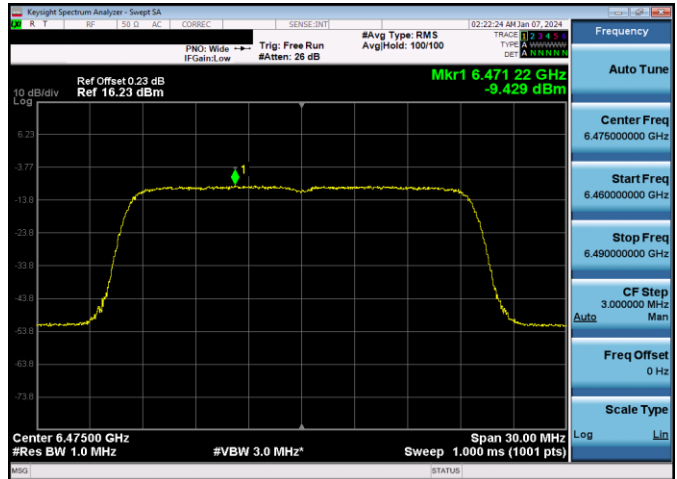 Keysight Spectrum Analyzer - Swept SA
R T RF 50 Ω AC CORREC SENSE:INT 02:22:24 AM Jan 07, 2024
#Avg Type: RMS TRACE 1 2 3 4 5 6
PNO: Wide Trig: Free Run Avg|Hold: 100/100 TYPE A WWWWW
IFGain:Low #Atten: 26 dB DET A N N N N N
Mkr1 6.471 22 GHz
-9.429 dBm
Ref Offset 0.23 dB
10 dB/div Ref 16.23 dBm
Log
1
6.23
-3.77
-13.8
-23.8
-33.8
-43.8
-53.8
-63.8
-73.8
Center 6.47500 GHz Span 30.00 MHz
#Res BW 1.0 MHz #VBW 3.0 MHz* Sweep 1.000 ms (1001 pts)
MSG STATUS
Frequency
Auto Tune
Center Freq
6.475000000 GHz
Start Freq
6.460000000 GHz
Stop Freq
6.490000000 GHz
CF Step
3.000000 MHz
Auto Man
Freq Offset
0 Hz
Scale Type
Log Lin